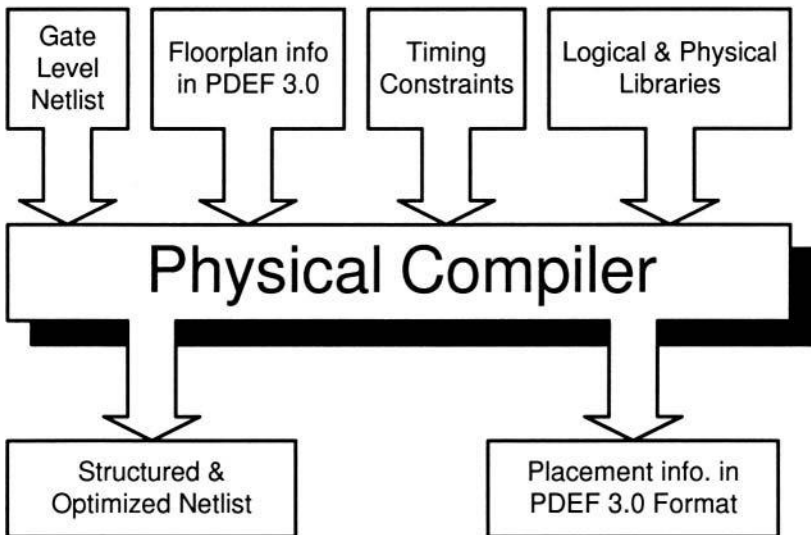 Gate
Level
Netlist
Floorplan info
in PDEF 3.0
Timing
Constraints
Logical & Physical
Libraries
Physical Compiler
Structured &
Optimized Netlist
Placement info. in
PDEF 3.0 Format